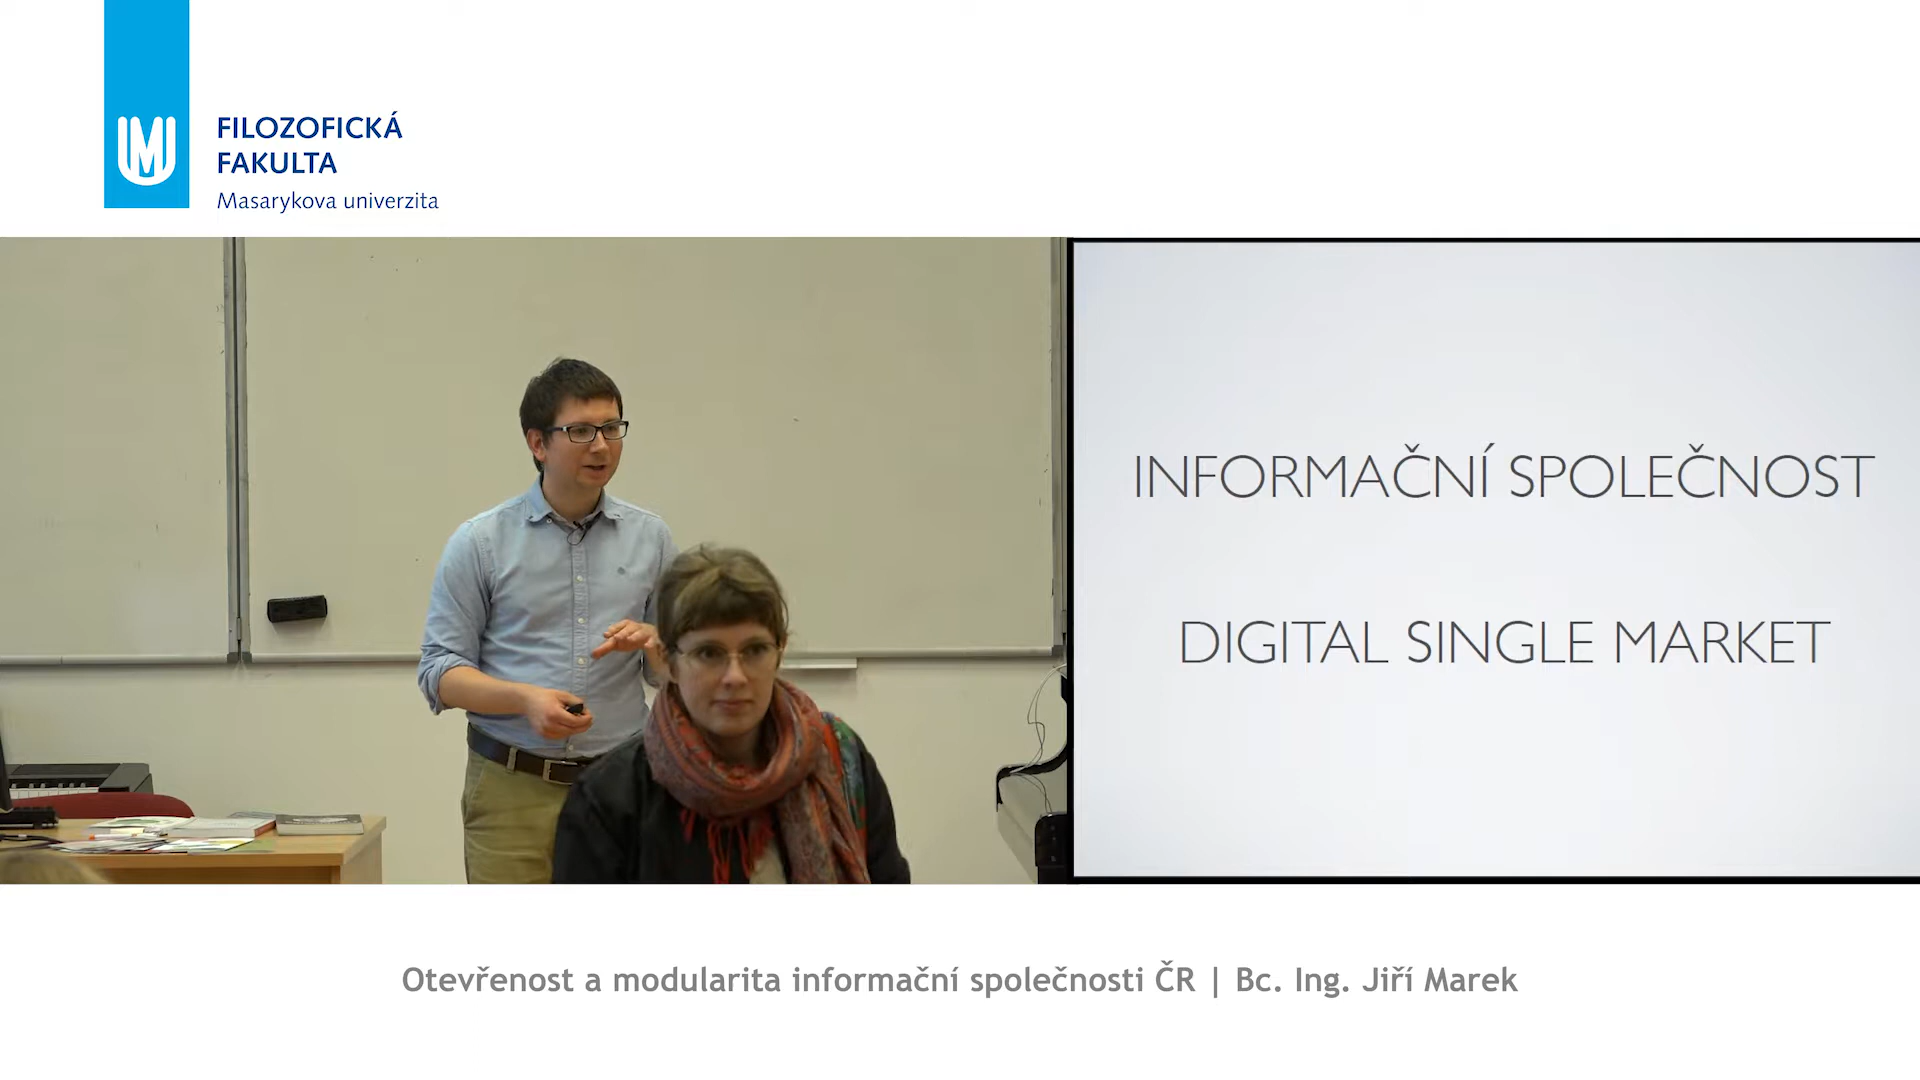 FILOZOFICKÁ
FAKULTA
Masarykova univerzita
INFORMAČNÍ SPOLEČNOST
DIGITAL SINGLE MARKET
Otevřenost a modularita informační společnosti ČR | Bc. Ing. Jiří Marek